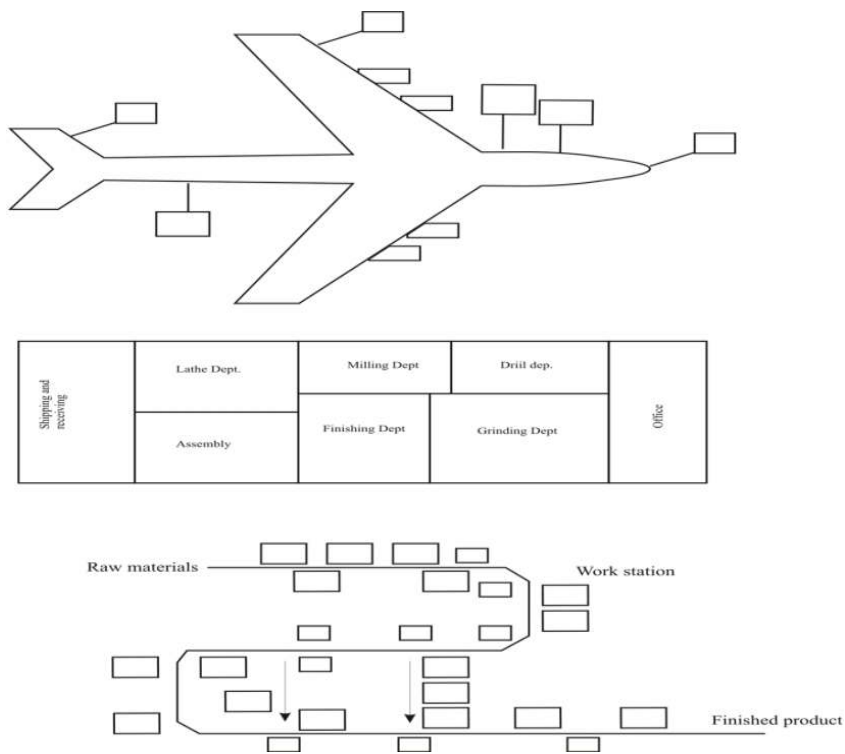 Shipping and
receiving
Lathe Dept.
Milling Dept
Driil dep.
Assembly
Finishing Dept
Grinding Dept
Office
Raw materials
Work station
Finished product